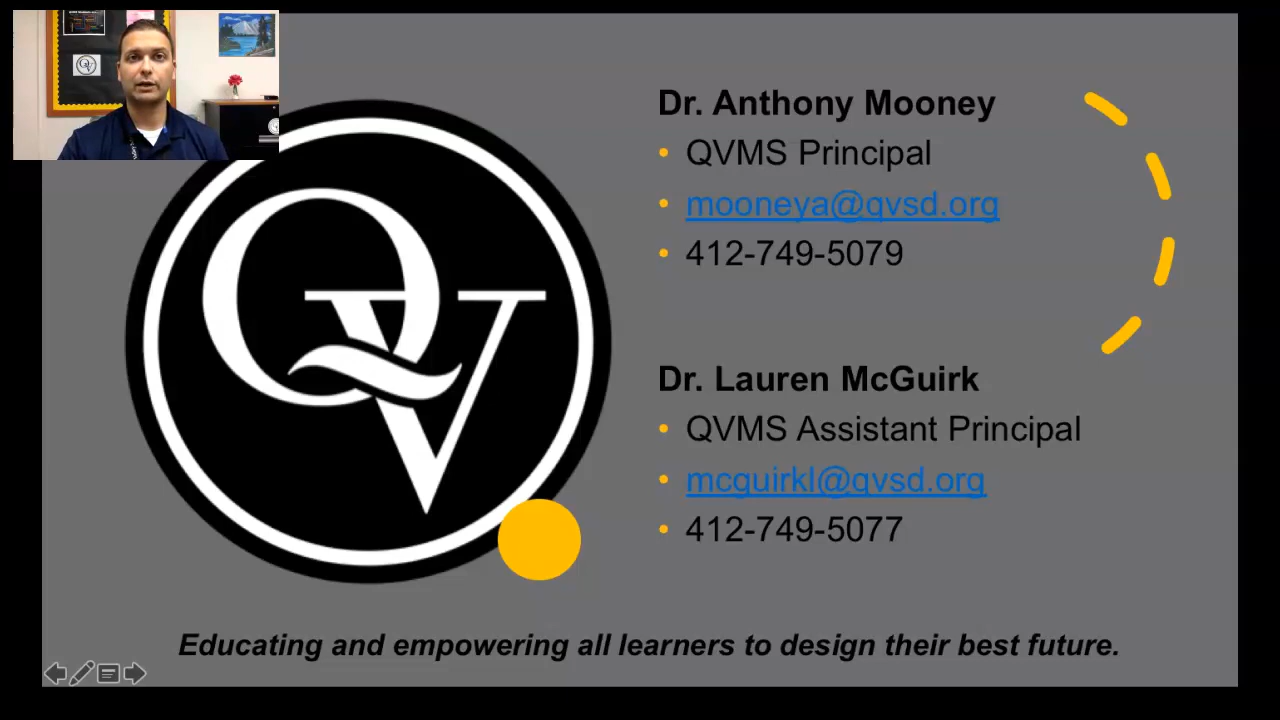 QV
Dr. Anthony Mooney
• QVMS Principal
• mooneya@qvsd.org
• 412-749-5079
Dr. Lauren McGuirk
• QVMS Assistant Principal
• mcguirkl@qvsd.org
• 412-749-5077
Educating and empowering all learners to design their best future.